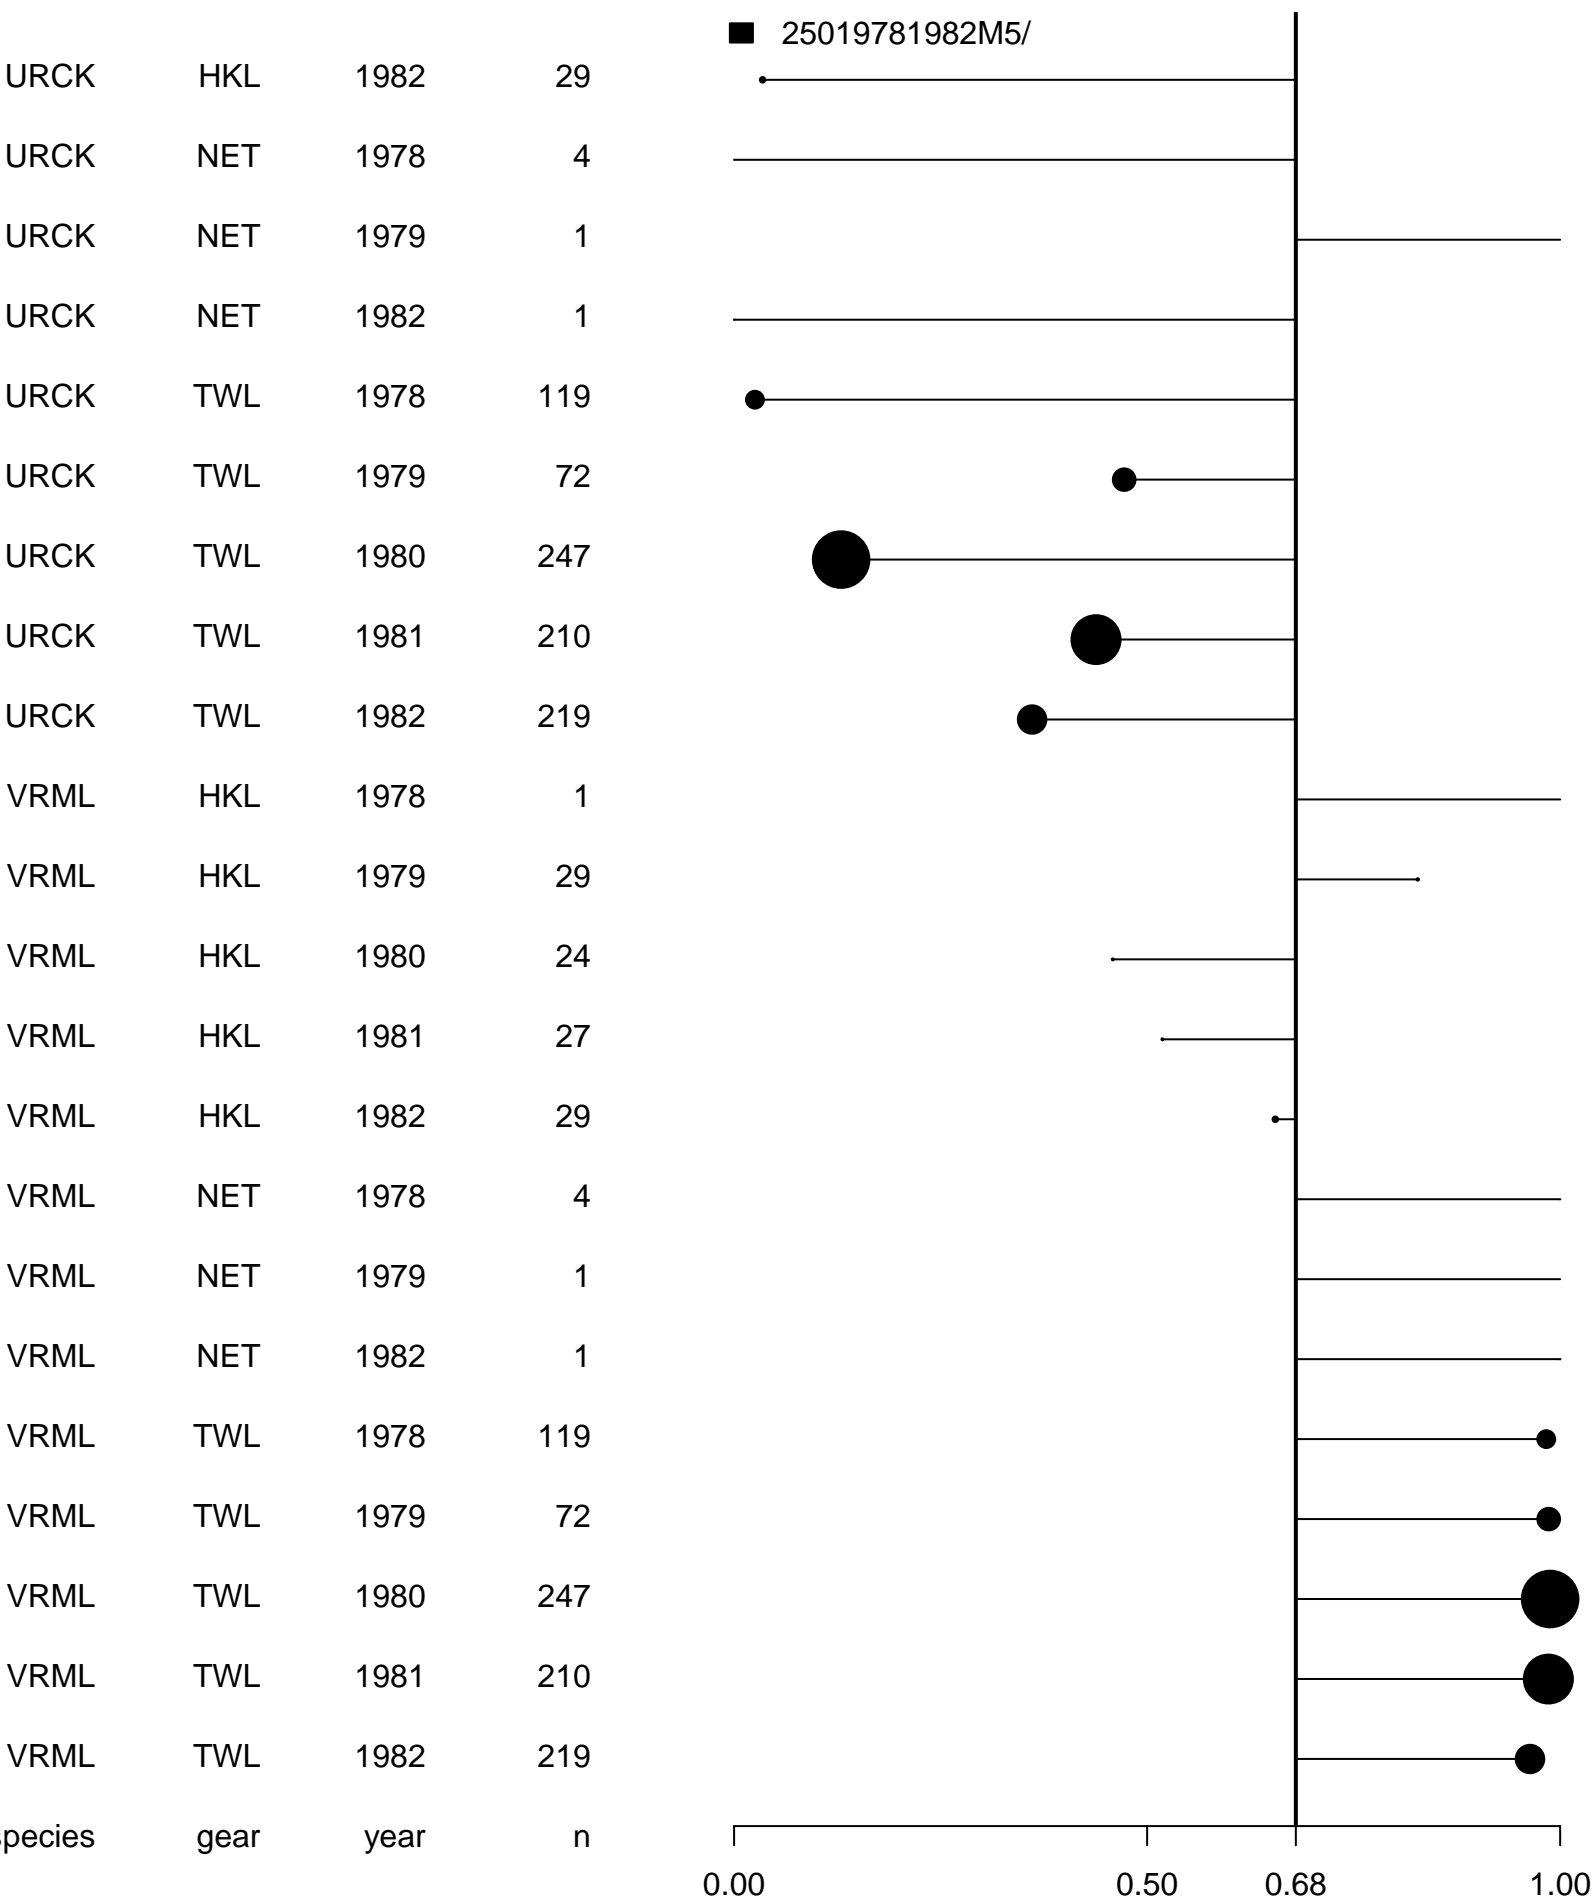 25019781982M5/
URCK HKL 1982 29
URCK NET 1978 4
URCK NET 1979 1
URCK NET 1982 1
URCK TWL 1978 119
URCK TWL 1979 72
URCK TWL 1980 247
URCK TWL 1981 210
URCK TWL 1982 219
VRML HKL 1978 1
VRML HKL 1979 29
VRML HKL 1980 24
VRML HKL 1981 27
VRML HKL 1982 29
VRML NET 1978 4
VRML NET 1979 1
VRML NET 1982 1
VRML TWL 1978 119
VRML TWL 1979 72
VRML TWL 1980 247
VRML TWL 1981 210
VRML TWL 1982 219
pecies gear year n
0.00 0.50 0.68 1.00